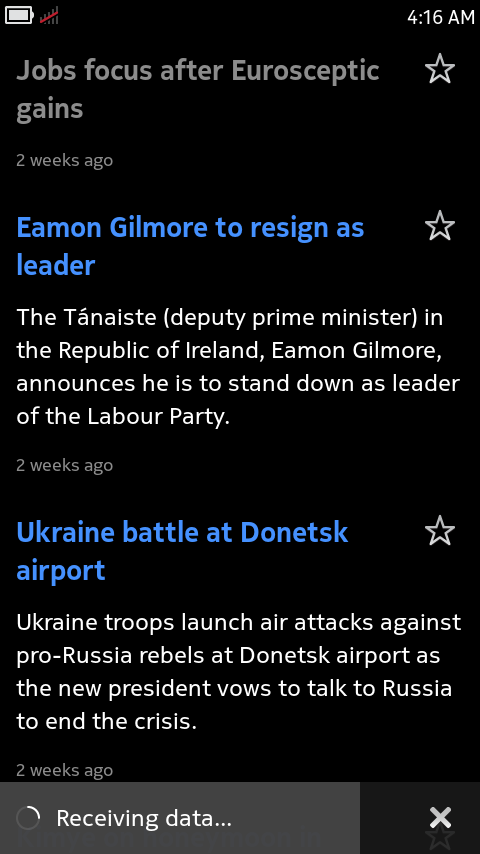 4:16 AM
Jobs focus after Eurosceptic
gains
2 weeks ago
Eamon Gilmore to resign as
leader
The Tánaiste (deputy prime minister) in
the Republic of Ireland, Eamon Gilmore,
announces he is to stand down as leader
of the Labour Party.
2 weeks ago
Ukraine battle at Donetsk
airport
Ukraine troops launch air attacks against
pro-Russia rebels at Donetsk airport as
the new president vows to talk to Russia
to end the crisis.
2 weeks ago
Receiving data...